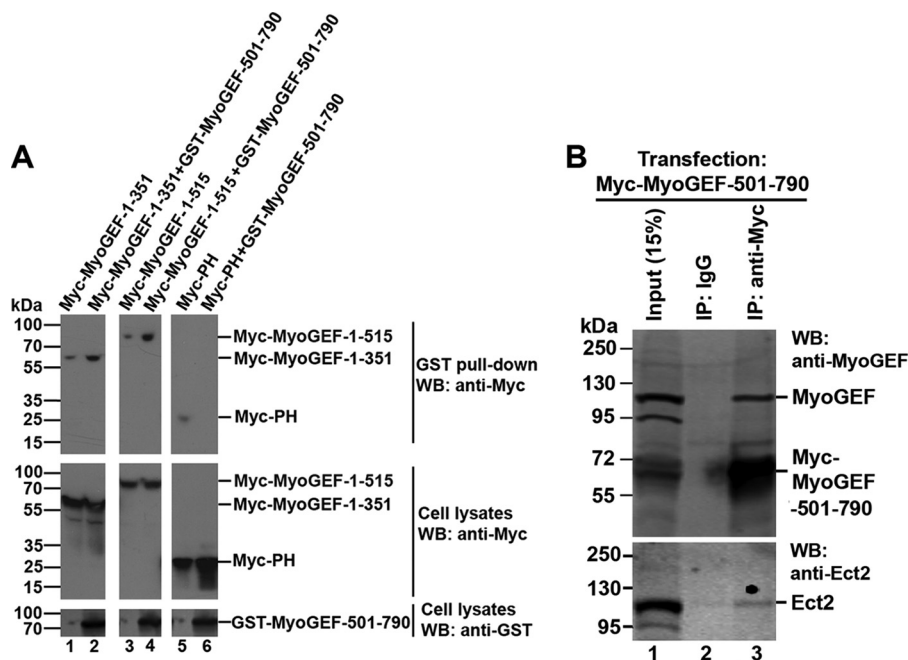 A
Myc-MyoGEF-1-351
Myc-MyoGEF-1-351+GST-MyoGEF-501-790
Myc-MyoGEF-1-515
Myc-MyoGEF-1-515+GST-MyoGEF-501-790
Myc-PH
Myc-PH+GST-MyoGEF-501-790
kDa
100
70
55
35
25
15
Myc-MyoGEF-1-515
Myc-MyoGEF-1-351
Myc-PH
GST pull-down
WB: anti-Myc
100
70
55
35
25
15
Myc-MyoGEF-1-515
Myc-MyoGEF-1-351
Myc-PH
Cell lysates
WB: anti-Myc
100
70
GST-MyoGEF-501-790
Cell lysates
WB: anti-GST
1 2 3 4 5 6
B
Transfection:
Myc-MyoGEF-501-790
Input (15%)
IP: IgG
IP: anti-Myc
kDa
250
130
95
72
55
WB:
anti-MyoGEF
MyoGEF
Myc-
MyoGEF
-501-790
250
130
95
WB:
anti-Ect2
Ect2
1 2 3